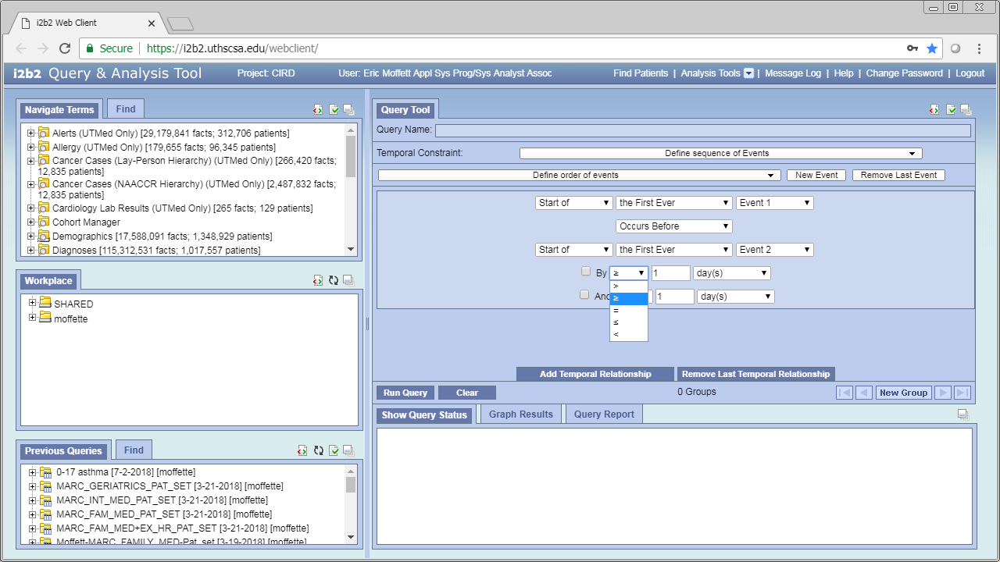 i2b2 Web Client
Secure
https://i2b2.uthscsa.edu/webclient/
i2b2 Query & Analysis Tool
Project: CIRD
User: Eric Moffett Appl Sys Prog/Sys Analyst Assoc
Find Patients | Analysis Tools | Message Log | Help | Change Password | Logout
Navigate Terms
Find
Alerts (UTMed Only) [29,179,841 facts; 312,706 patients]
Allergy (UTMed Only) [179,655 facts; 96,345 patients]
Cancer Cases (Lay-Person Hierarchy) (UTMed Only) [266,420 facts;
12,835 patients]
Cancer Cases (NAACCR Hierarchy) (UTMed Only) [2,487,832 facts;
12,835 patients]
Cardiology Lab Results (UTMed Only) [265 facts; 129 patients]
Cohort Manager
Demographics [17,588,091 facts; 1,348,929 patients]
Diagnoses [115,312,531 facts; 1,017,557 patients]
Workplace
SHARED
moffette
Previous Queries
Find
0-17 asthma [7-2-2018] [moffette]
MARC_GERIATRICS_PAT_SET [3-21-2018] [moffette]
MARC_INT_MED_PAT_SET [3-21-2018] [moffette]
MARC_FAM_MED_PAT_SET [3-21-2018] [moffette]
MARC_FAM_MED+EX_HR_PAT_SET [3-21-2018] [moffette]
Moffett-MARC_FAMILY_MED-Pat_set [3-19-2018] [moffette]
Query Tool
Query Name:
Temporal Constraint:
Define sequence of Events
Define order of events
New Event
Remove Last Event
Start of
the First Ever
Event 1
Occurs Before
Start of
the First Ever
Event 2
By ≥ 1 day(s)
>
And 1 day(s)
≥
=
≤
<
Add Temporal Relationship
Remove Last Temporal Relationship
Run Query
Clear
0 Groups
New Group
Show Query Status
Graph Results
Query Report